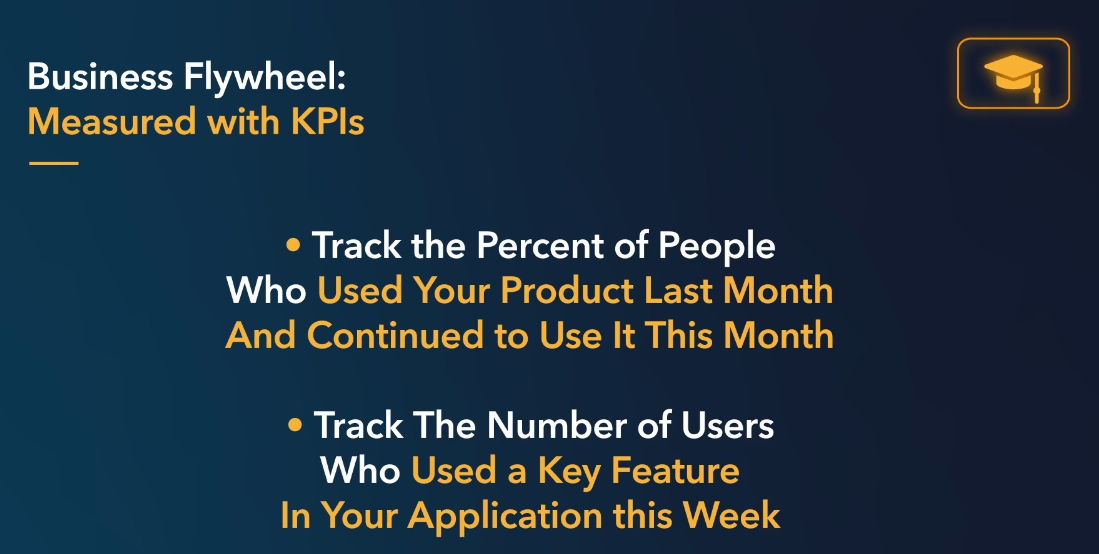 Business Flywheel:
Measured with KPIs
• Track the Percent of People
Who Used Your Product Last Month
And Continued to Use It This Month
• Track The Number of Users
Who Used a Key Feature
In Your Application this Week